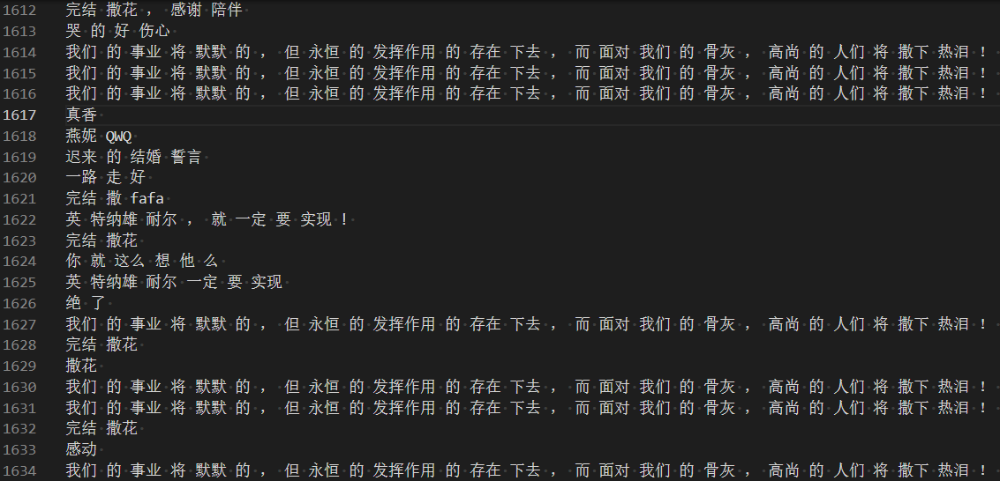 1612 完结 撒花 ， 感谢 陪伴
1613 哭 的 好 伤心
1614 我们 的 事业 将 默默 的 ， 但 永恒 的 发挥作用 的 存在 下去 ， 而 面对 我们 的 骨灰 ， 高尚 的 人们 将 撒下 热泪 ！
1615 我们 的 事业 将 默默 的 ， 但 永恒 的 发挥作用 的 存在 下去 ， 而 面对 我们 的 骨灰 ， 高尚 的 人们 将 撒下 热泪 ！
1616 我们 的 事业 将 默默 的 ， 但 永恒 的 发挥作用 的 存在 下去 ， 而 面对 我们 的 骨灰 ， 高尚 的 人们 将 撒下 热泪 ！
1617 真香
1618 燕妮 QWQ
1619 迟来 的 结婚 誓言
1620 一路 走 好
1621 完结 撒 fafa
1622 英 特纳雄 耐尔 ， 就 一定 要 实现 ！
1623 完结 撒花
1624 你 就 这么 想 他 么
1625 英 特纳雄 耐尔 一定 要 实现
1626 绝 了
1627 我们 的 事业 将 默默 的 ， 但 永恒 的 发挥作用 的 存在 下去 ， 而 面对 我们 的 骨灰 ， 高尚 的 人们 将 撒下 热泪 ！
1628 完结 撒花
1629 撒花
1630 我们 的 事业 将 默默 的 ， 但 永恒 的 发挥作用 的 存在 下去 ， 而 面对 我们 的 骨灰 ， 高尚 的 人们 将 撒下 热泪 ！
1631 我们 的 事业 将 默默 的 ， 但 永恒 的 发挥作用 的 存在 下去 ， 而 面对 我们 的 骨灰 ， 高尚 的 人们 将 撒下 热泪 ！
1632 完结 撒花
1633 感动
1634 我们 的 事业 将 默默 的 ， 但 永恒 的 发挥作用 的 存在 下去 ， 而 面对 我们 的 骨灰 ， 高尚 的 人们 将 撒下 热泪 ！